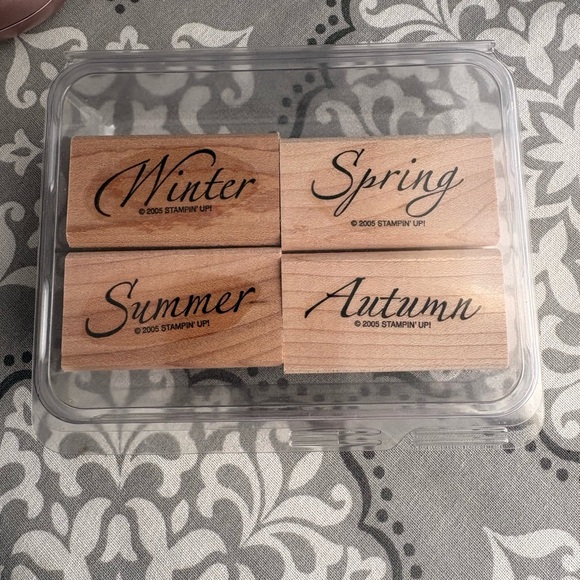 Winter
© 2005 STAMPIN' UP!
Spring
© 2005 STAMPIN' UP!
Summer
© 2005 STAMPIN' UP!
Autumn
© 2005 STAMPIN' UP!